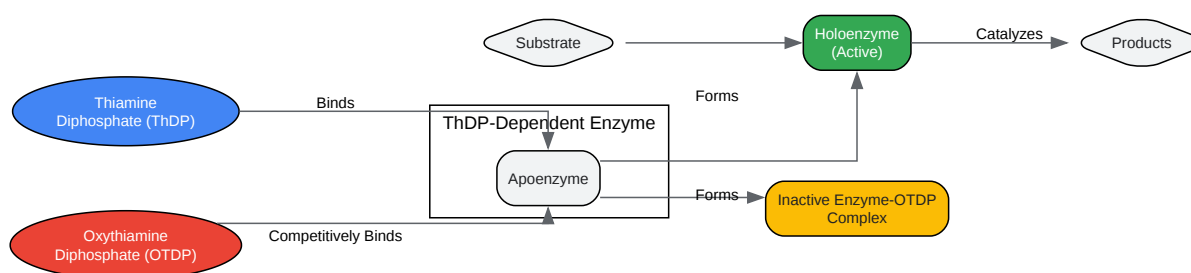 Substrate
Holoenzyme
(Active)
Catalyzes
Products
Thiamine
Diphosphate (ThDP)
Binds
Forms
ThDP-Dependent Enzyme
Apoenzyme
Forms
Inactive Enzyme-OTDP
Complex
Oxythiamine
Diphosphate (OTDP)
Competitively Binds